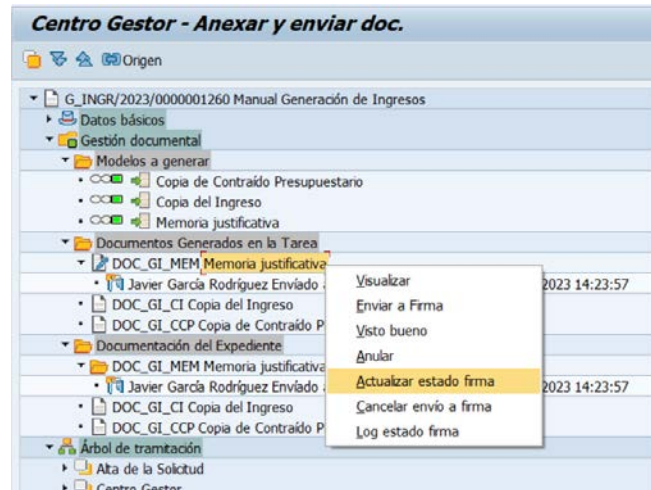 Centro Gestor - Anexar y enviar doc.
Origen
G_INGR/2023/0000001260 Manual Generación de Ingresos
Datos básicos
Gestión documental
Modelos a generar
Copia de Contraído Presupuestario
Copia del Ingreso
Memoria justificativa
Documentos Generados en la Tarea
DOC_GI_MEM Memoria justificativa
Javier García Rodríguez Envíado 2023 14:23:57
DOC_GI_CI Copia del Ingreso
DOC_GI_CCP Copia de Contraído P
Documentación del Expediente
DOC_GI_MEM Memoria justificativa
Javier García Rodríguez Envíado 2023 14:23:57
DOC_GI_CI Copia del Ingreso
DOC_GI_CCP Copia de Contraído P
Árbol de tramitación
Alta de la Solicitud
Centro Gestor
Visualizar
Enviar a Firma
Visto bueno
Anular
Actualizar estado firma
Cancelar envío a firma
Log estado firma